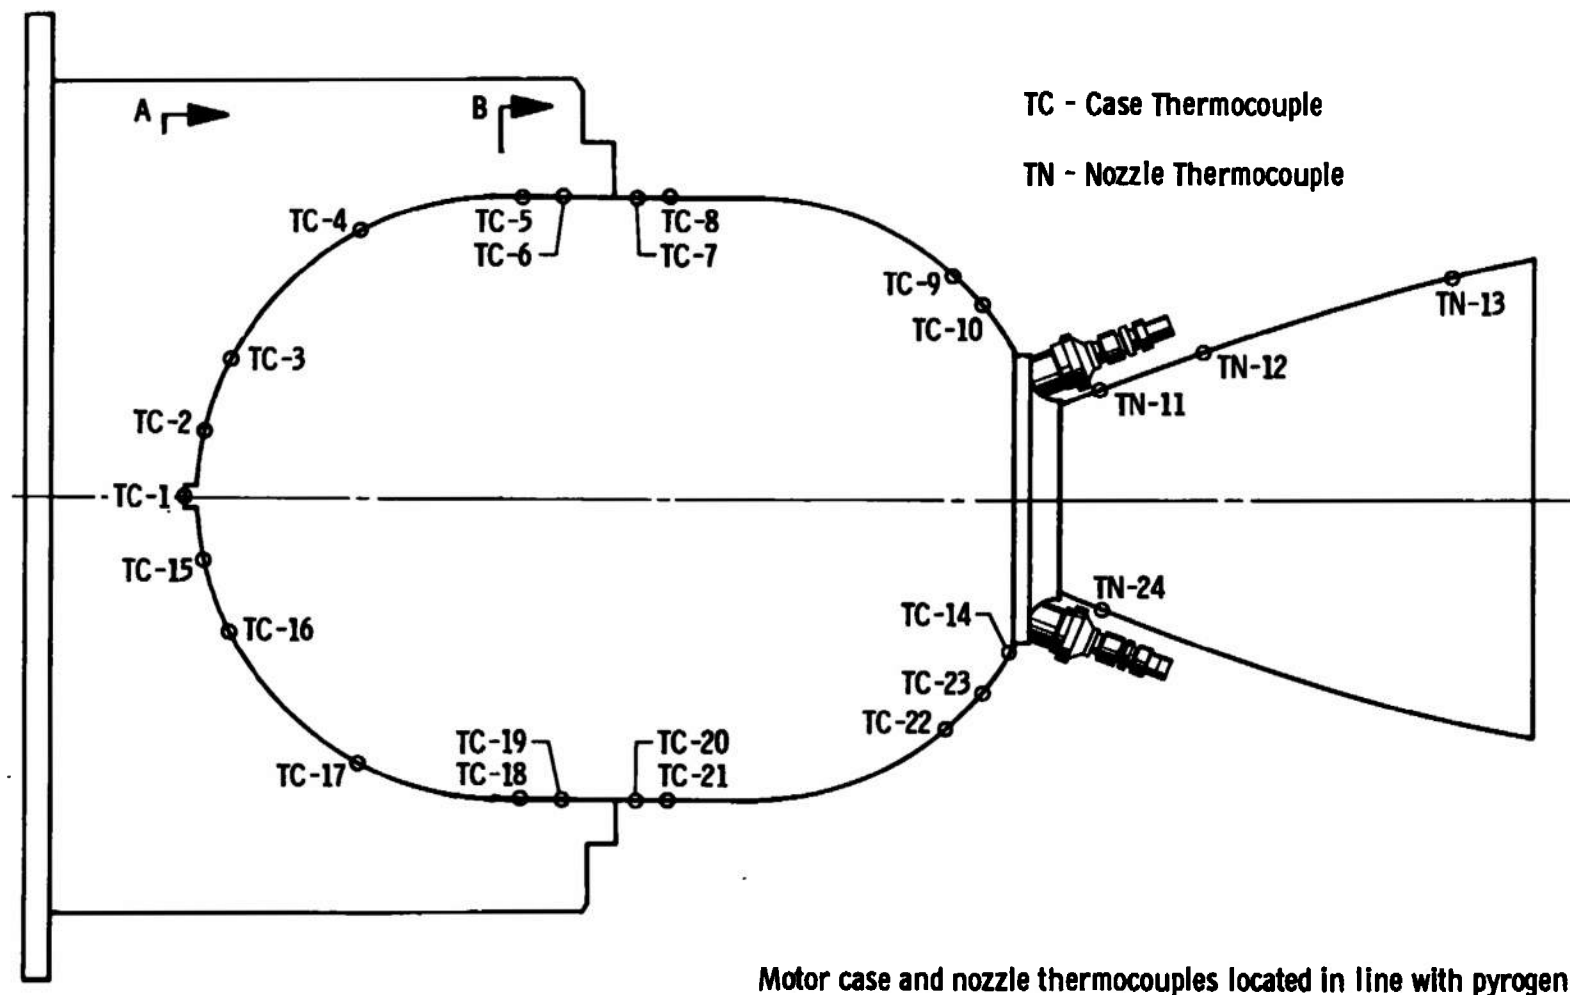 A
B
TC - Case Thermocouple
TN - Nozzle Thermocouple
TC-4
TC-5
TC-8
TC-6
TC-7
TC-9
TC-10
TN-13
TC-3
TN-12
TN-11
TC-2
TC-1
TC-15
TN-24
TC-16
TC-14
TC-23
TC-22
TC-19
TC-20
TC-17
TC-18
TC-21
Motor case and nozzle thermocouples located in line with pyrogen